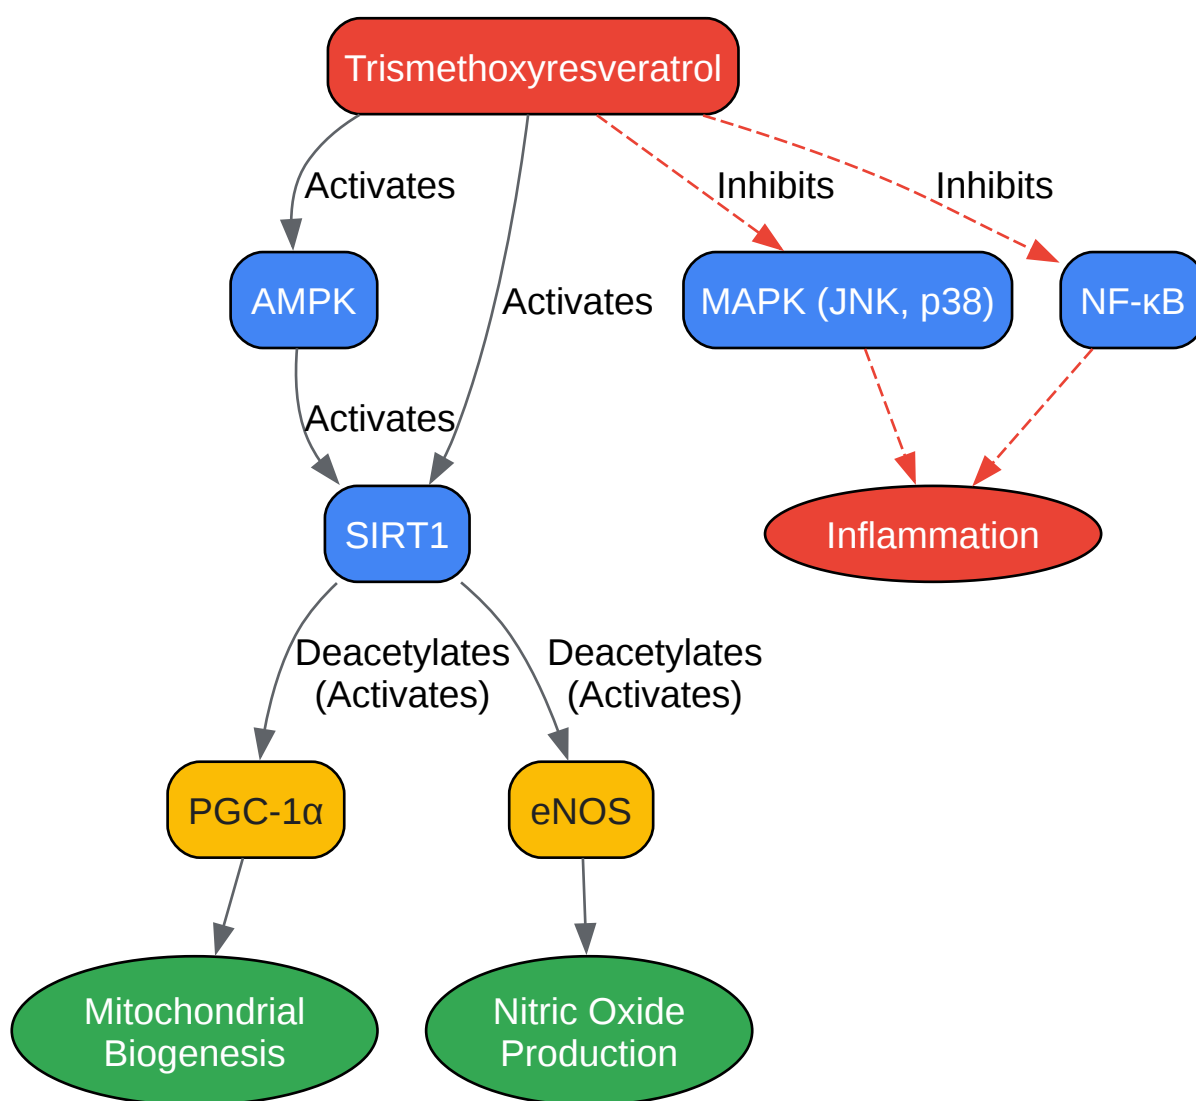 Trismethoxyresveratrol
Activates
Inhibits
Inhibits
AMPK
Activates
MAPK (JNK, p38)
NF-κB
Activates
SIRT1
Inflammation
Deacetylates
(Activates)
Deacetylates
(Activates)
PGC-1α
eNOS
Mitochondrial
Biogenesis
Nitric Oxide
Production